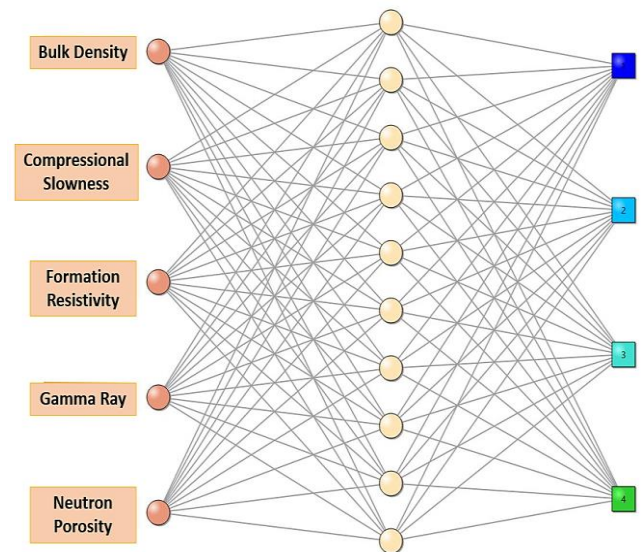 Bulk Density
Compressional
Slowness
2
Formation
Resistivity
3
Gamma Ray
4
Neutron
Porosity